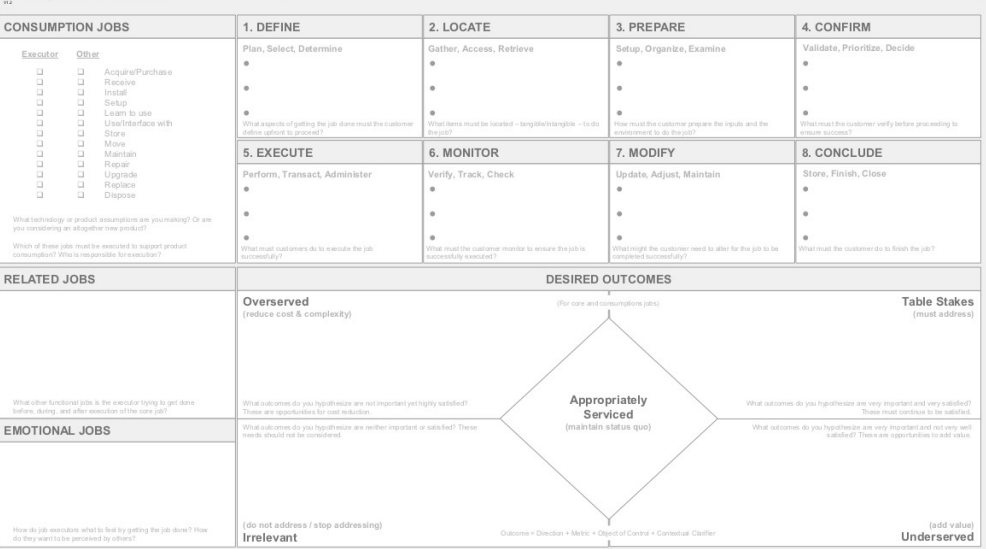 V1.2
CONSUMPTION JOBS
Executor Other
Acquire/Purchase
Receive
Install
Setup
Learn to use
Use/Interface with
Store
Move
Maintain
Repair
Upgrade
Replace
Dispose
What technology or product assumptions are you making? Or are
you considering an altogether new product?
Which of these jobs must be executed to support product
consumption? Who is responsible for execution?
1. DEFINE
Plan, Select, Determine
What aspects of getting the job done must the customer
define upfront to proceed?
2. LOCATE
Gather, Access, Retrieve
What items must be located – tangible/intangible – to do
the job?
3. PREPARE
Setup, Organize, Examine
How must the customer prepare the inputs and the
environment to do the job?
4. CONFIRM
Validate, Prioritize, Decide
What must the customer verify before proceeding to
ensure success?
5. EXECUTE
Perform, Transact, Administer
What must customers do to execute the job
successfully?
6. MONITOR
Verify, Track, Check
What must the customer monitor to ensure the job is
successfully executed?
7. MODIFY
Update, Adjust, Maintain
What might the customer need to alter for the job to be
completed successfully?
8. CONCLUDE
Store, Finish, Close
What must the customer do to finish the job?
RELATED JOBS
What other functional jobs is the executor trying to get done
before, during, and after execution of the core job?
EMOTIONAL JOBS
How do job executors what to feel by getting the job done? How
do they want to be perceived by others?
DESIRED OUTCOMES
(For core and consumptions jobs)
Overserved
(reduce cost & complexity)
What outcomes do you hypothesize are not important yet highly satisfied?
These are opportunities for cost reduction.
Table Stakes
(must address)
What outcomes do you hypothesize are very important and very satisfied?
These must continue to be satisfied.
Appropriately
Serviced
(maintain status quo)
What outcomes do you hypothesize are neither important or satisfied? These
needs should not be considered.
(do not address / stop addressing)
Irrelevant
What outcomes do you hypothesize are very important and not very well
satisfied? These are opportunities to add value.
(add value)
Underserved
Outcome = Direction + Metric + Object of Control + Contextual Clarifier